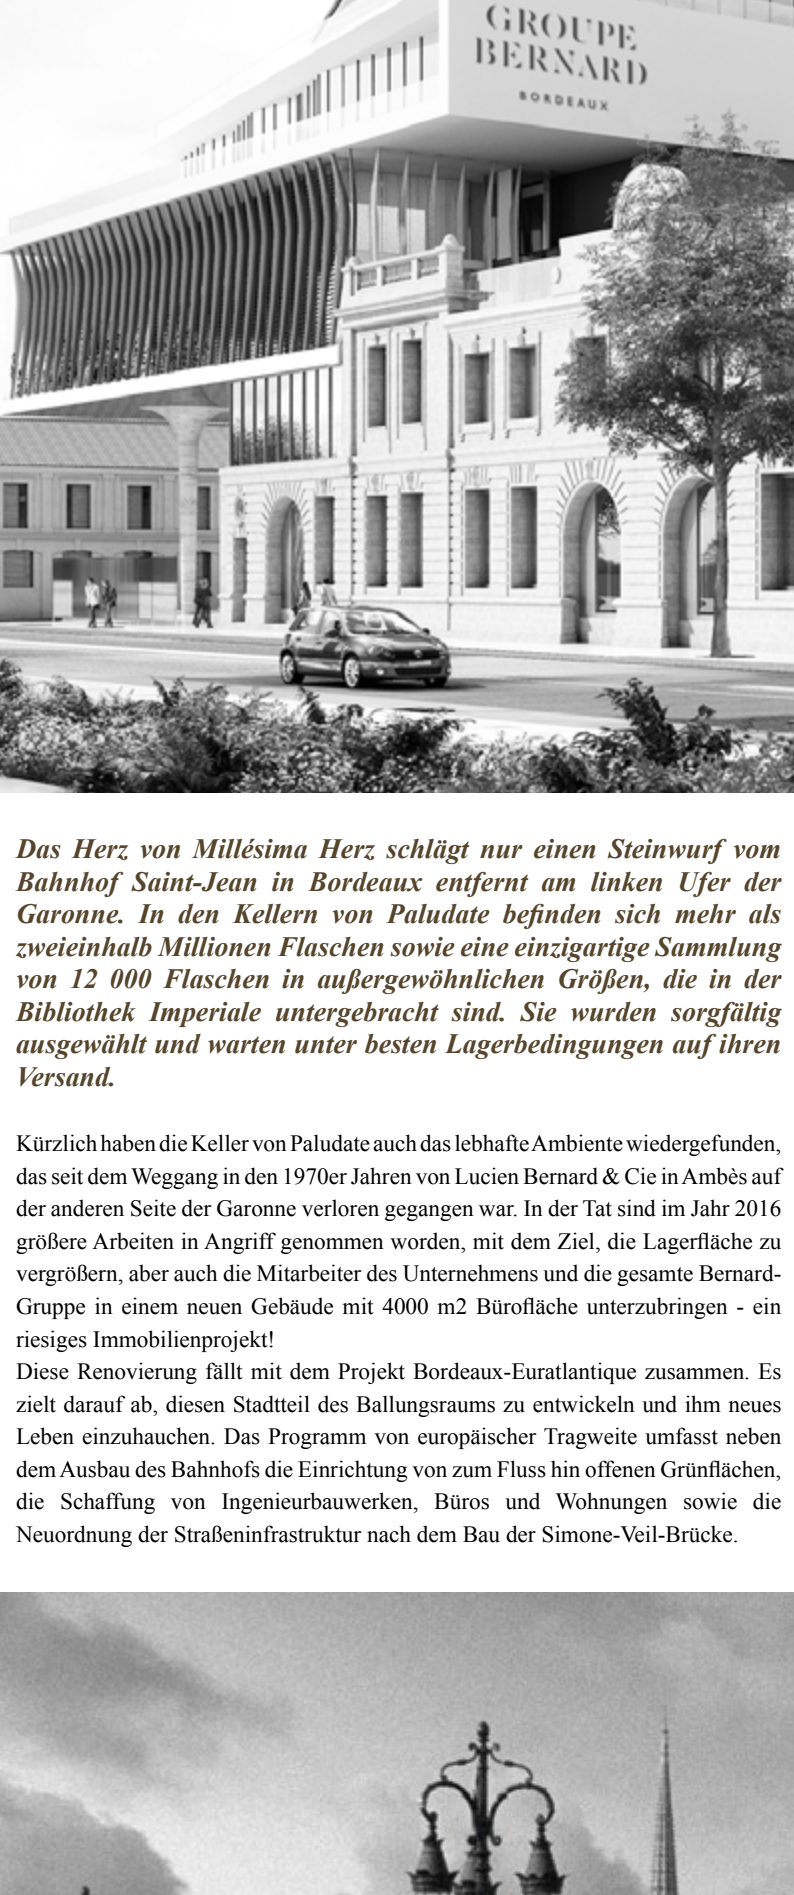 GROUPE
BERNARD
BORDEAUX
Das Herz von Millésima Herz schlägt nur einen Steinwurf vom
Bahnhof Saint-Jean in Bordeaux entfernt am linken Ufer der
Garonne. In den Kellern von Paludate befinden sich mehr als
zweieinhalb Millionen Flaschen sowie eine einzigartige Sammlung
von 12 000 Flaschen in außergewöhnlichen Größen, die in der
Bibliothek Imperiale untergebracht sind. Sie wurden sorgfältig
ausgewählt und warten unter besten Lagerbedingungen auf ihren
Versand.
Kürzlich haben die Keller von Paludate auch das lebhafte Ambiente wiedergefunden,
das seit dem Weggang in den 1970er Jahren von Lucien Bernard & Cie in Ambès auf
der anderen Seite der Garonne verloren gegangen war. In der Tat sind im Jahr 2016
größere Arbeiten in Angriff genommen worden, mit dem Ziel, die Lagerfläche zu
vergrößern, aber auch die Mitarbeiter des Unternehmens und die gesamte Bernard-
Gruppe in einem neuen Gebäude mit 4000 m2 Bürofläche unterzubringen - ein
riesiges Immobilienprojekt!
Diese Renovierung fällt mit dem Projekt Bordeaux-Euratlantique zusammen. Es
zielt darauf ab, diesen Stadtteil des Ballungsraums zu entwickeln und ihm neues
Leben einzuhauchen. Das Programm von europäischer Tragweite umfasst neben
dem Ausbau des Bahnhofs die Einrichtung von zum Fluss hin offenen Grünflächen,
die Schaffung von Ingenieurbauwerken, Büros und Wohnungen sowie die
Neuordnung der Straßeninfrastruktur nach dem Bau der Simone-Veil-Brücke.